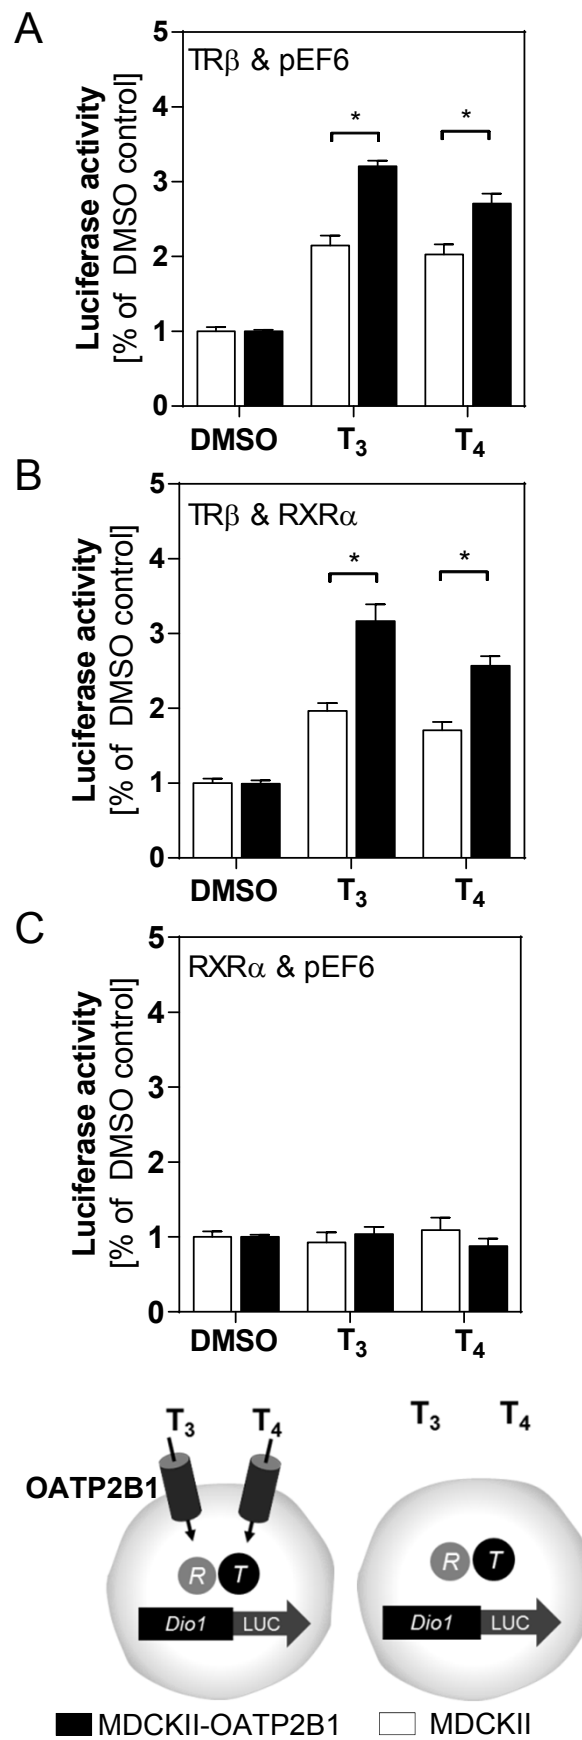 A
TRβ & pEF6
Luciferase activity
[% of DMSO control]
5
4
3
2
1
0
* *
DMSO T₃ T₄
B
TRβ & RXRα
Luciferase activity
[% of DMSO control]
5
4
3
2
1
0
* *
DMSO T₃ T₄
C
RXRα & pEF6
Luciferase activity
[% of DMSO control]
5
4
3
2
1
0
DMSO T₃ T₄
T₃ T₄ T₃ T₄
OATP2B1
R T R T
Dio1 LUC Dio1 LUC
MDCKII-OATP2B1 MDCKII